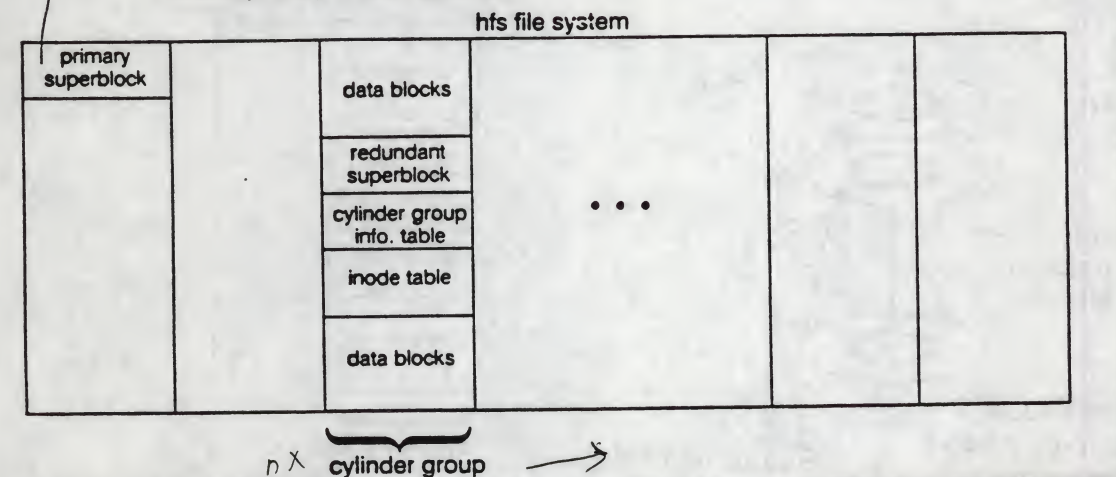 hfs file system
primary
superblock
data blocks
redundant
superblock
cylinder group
info. table
inode table
data blocks
• • •
n X cylinder group